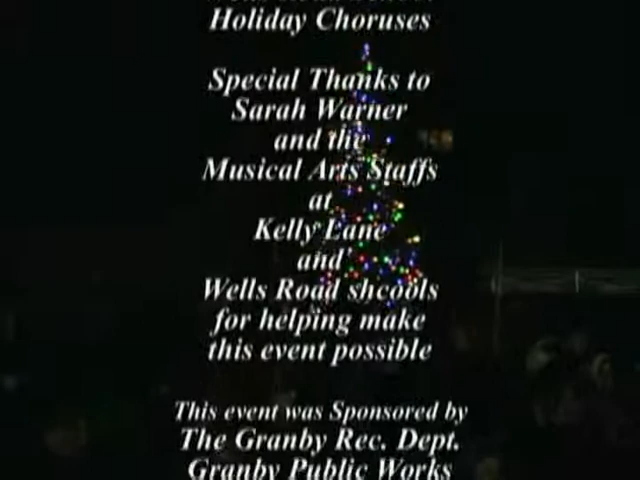 Holiday Choruses
Special Thanks to
Sarah Warner
and the
Musical Arts Staffs
at
Kelly Lane
and
Wells Road shcools
for helping make
this event possible
This event was Sponsored by
The Granby Rec. Dept.
Granby Public Works